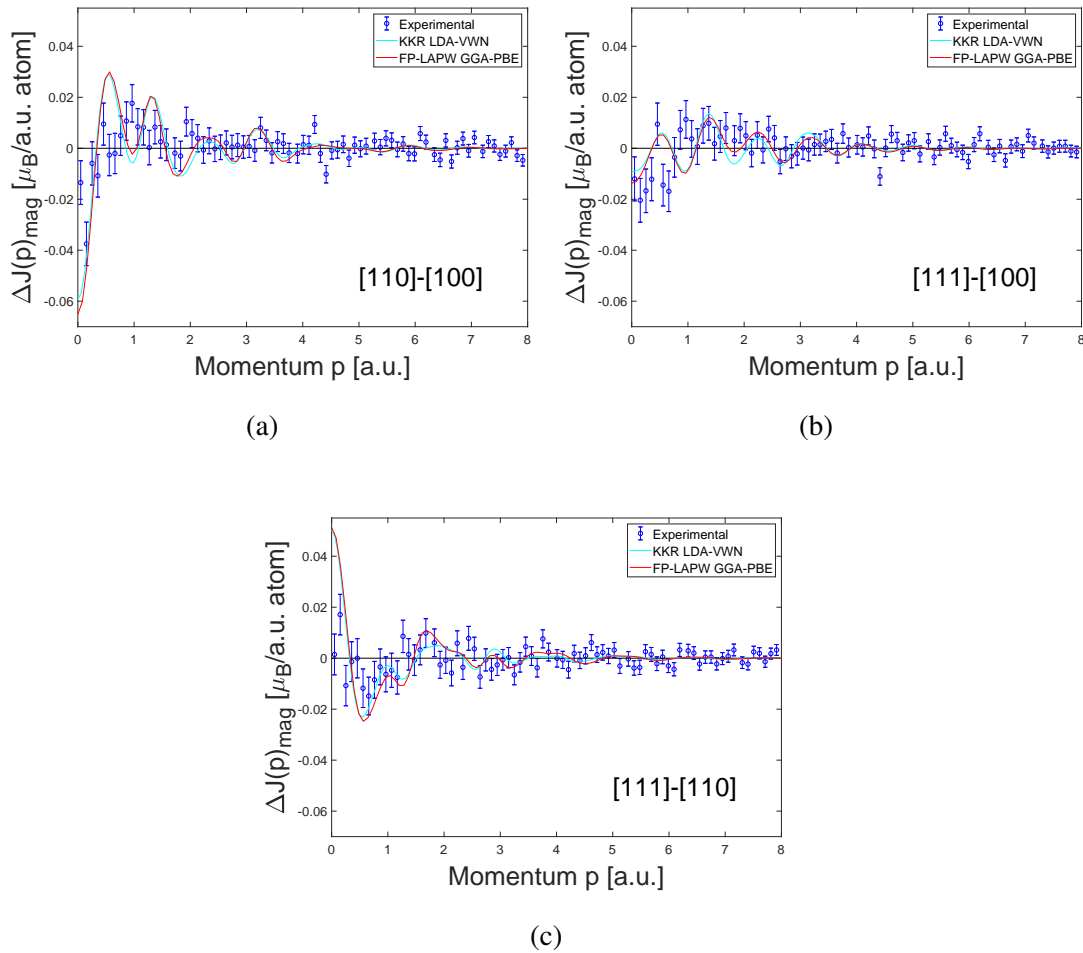 Experimental
KKR LDA-VWN
FP-LAPW GGA-PBE
0.04
0.02
0
-0.02
-0.04
-0.06
ΔJ(p)mag [μB/a.u. atom]
[110]-[100]
0 1 2 3 4 5 6 7 8
Momentum p [a.u.]
(a)
Experimental
KKR LDA-VWN
FP-LAPW GGA-PBE
0.04
0.02
0
-0.02
-0.04
-0.06
ΔJ(p)mag [μB/a.u. atom]
[111]-[100]
0 1 2 3 4 5 6 7 8
Momentum p [a.u.]
(b)
Experimental
KKR LDA-VWN
FP-LAPW GGA-PBE
0.04
0.02
0
-0.02
-0.04
-0.06
ΔJ(p)mag [μB/a.u. atom]
[111]-[110]
0 1 2 3 4 5 6 7 8
Momentum p [a.u.]
(c)